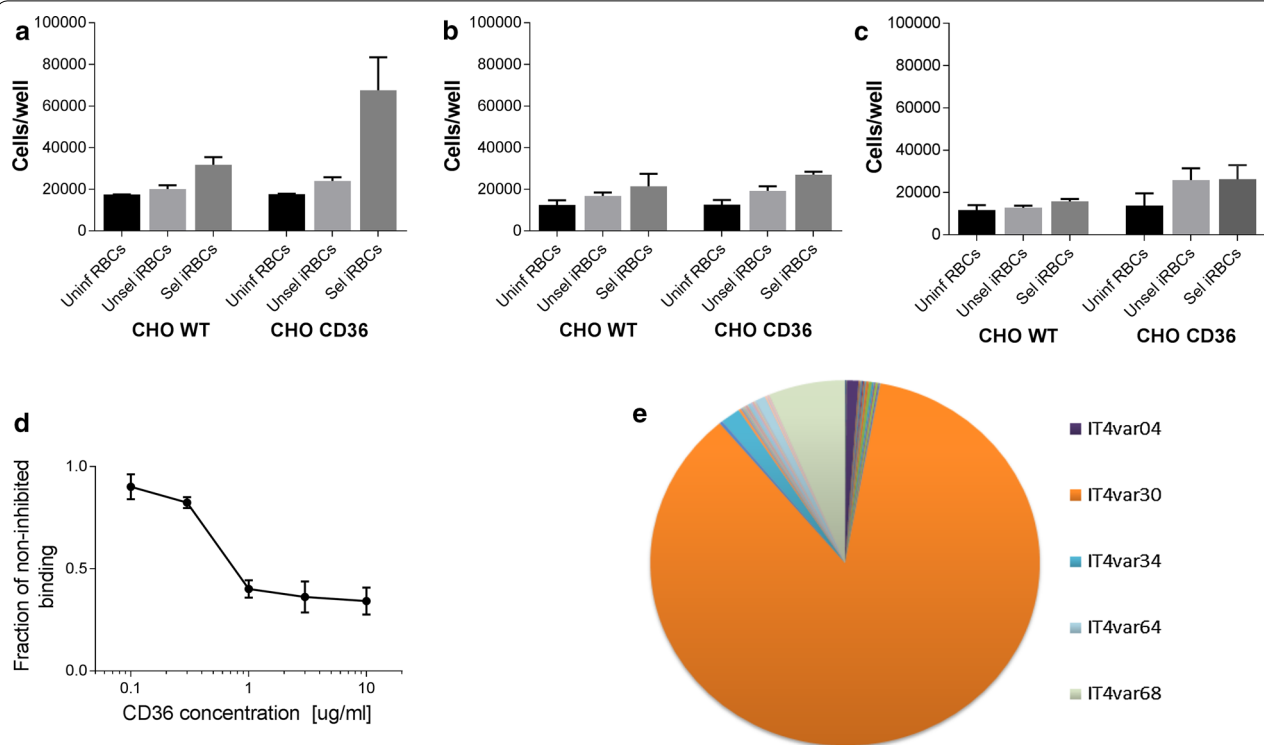 a
100000
80000
60000
40000
20000
0
Cells/well
Uninf RBCs
Unsel iRBCs
Sel iRBCs
Uninf RBCs
Unsel iRBCs
Sel iRBCs
CHO WT
CHO CD36
b
100000
80000
60000
40000
20000
0
Cells/well
Uninf RBCs
Unsel iRBCs
Sel iRBCs
Uninf RBCs
Unsel iRBCs
Sel iRBCs
CHO WT
CHO CD36
c
100000
80000
60000
40000
20000
0
Cells/well
Uninf RBCs
Unsel iRBCs
Sel iRBCs
Uninf RBCs
Unsel iRBCs
Sel iRBCs
CHO WT
CHO CD36
d
1.0
0.5
0.0
Fraction of non-inhibited
binding
0.1
1
10
CD36 concentration [ug/ml]
e
IT4var04
IT4var30
IT4var34
IT4var64
IT4var68